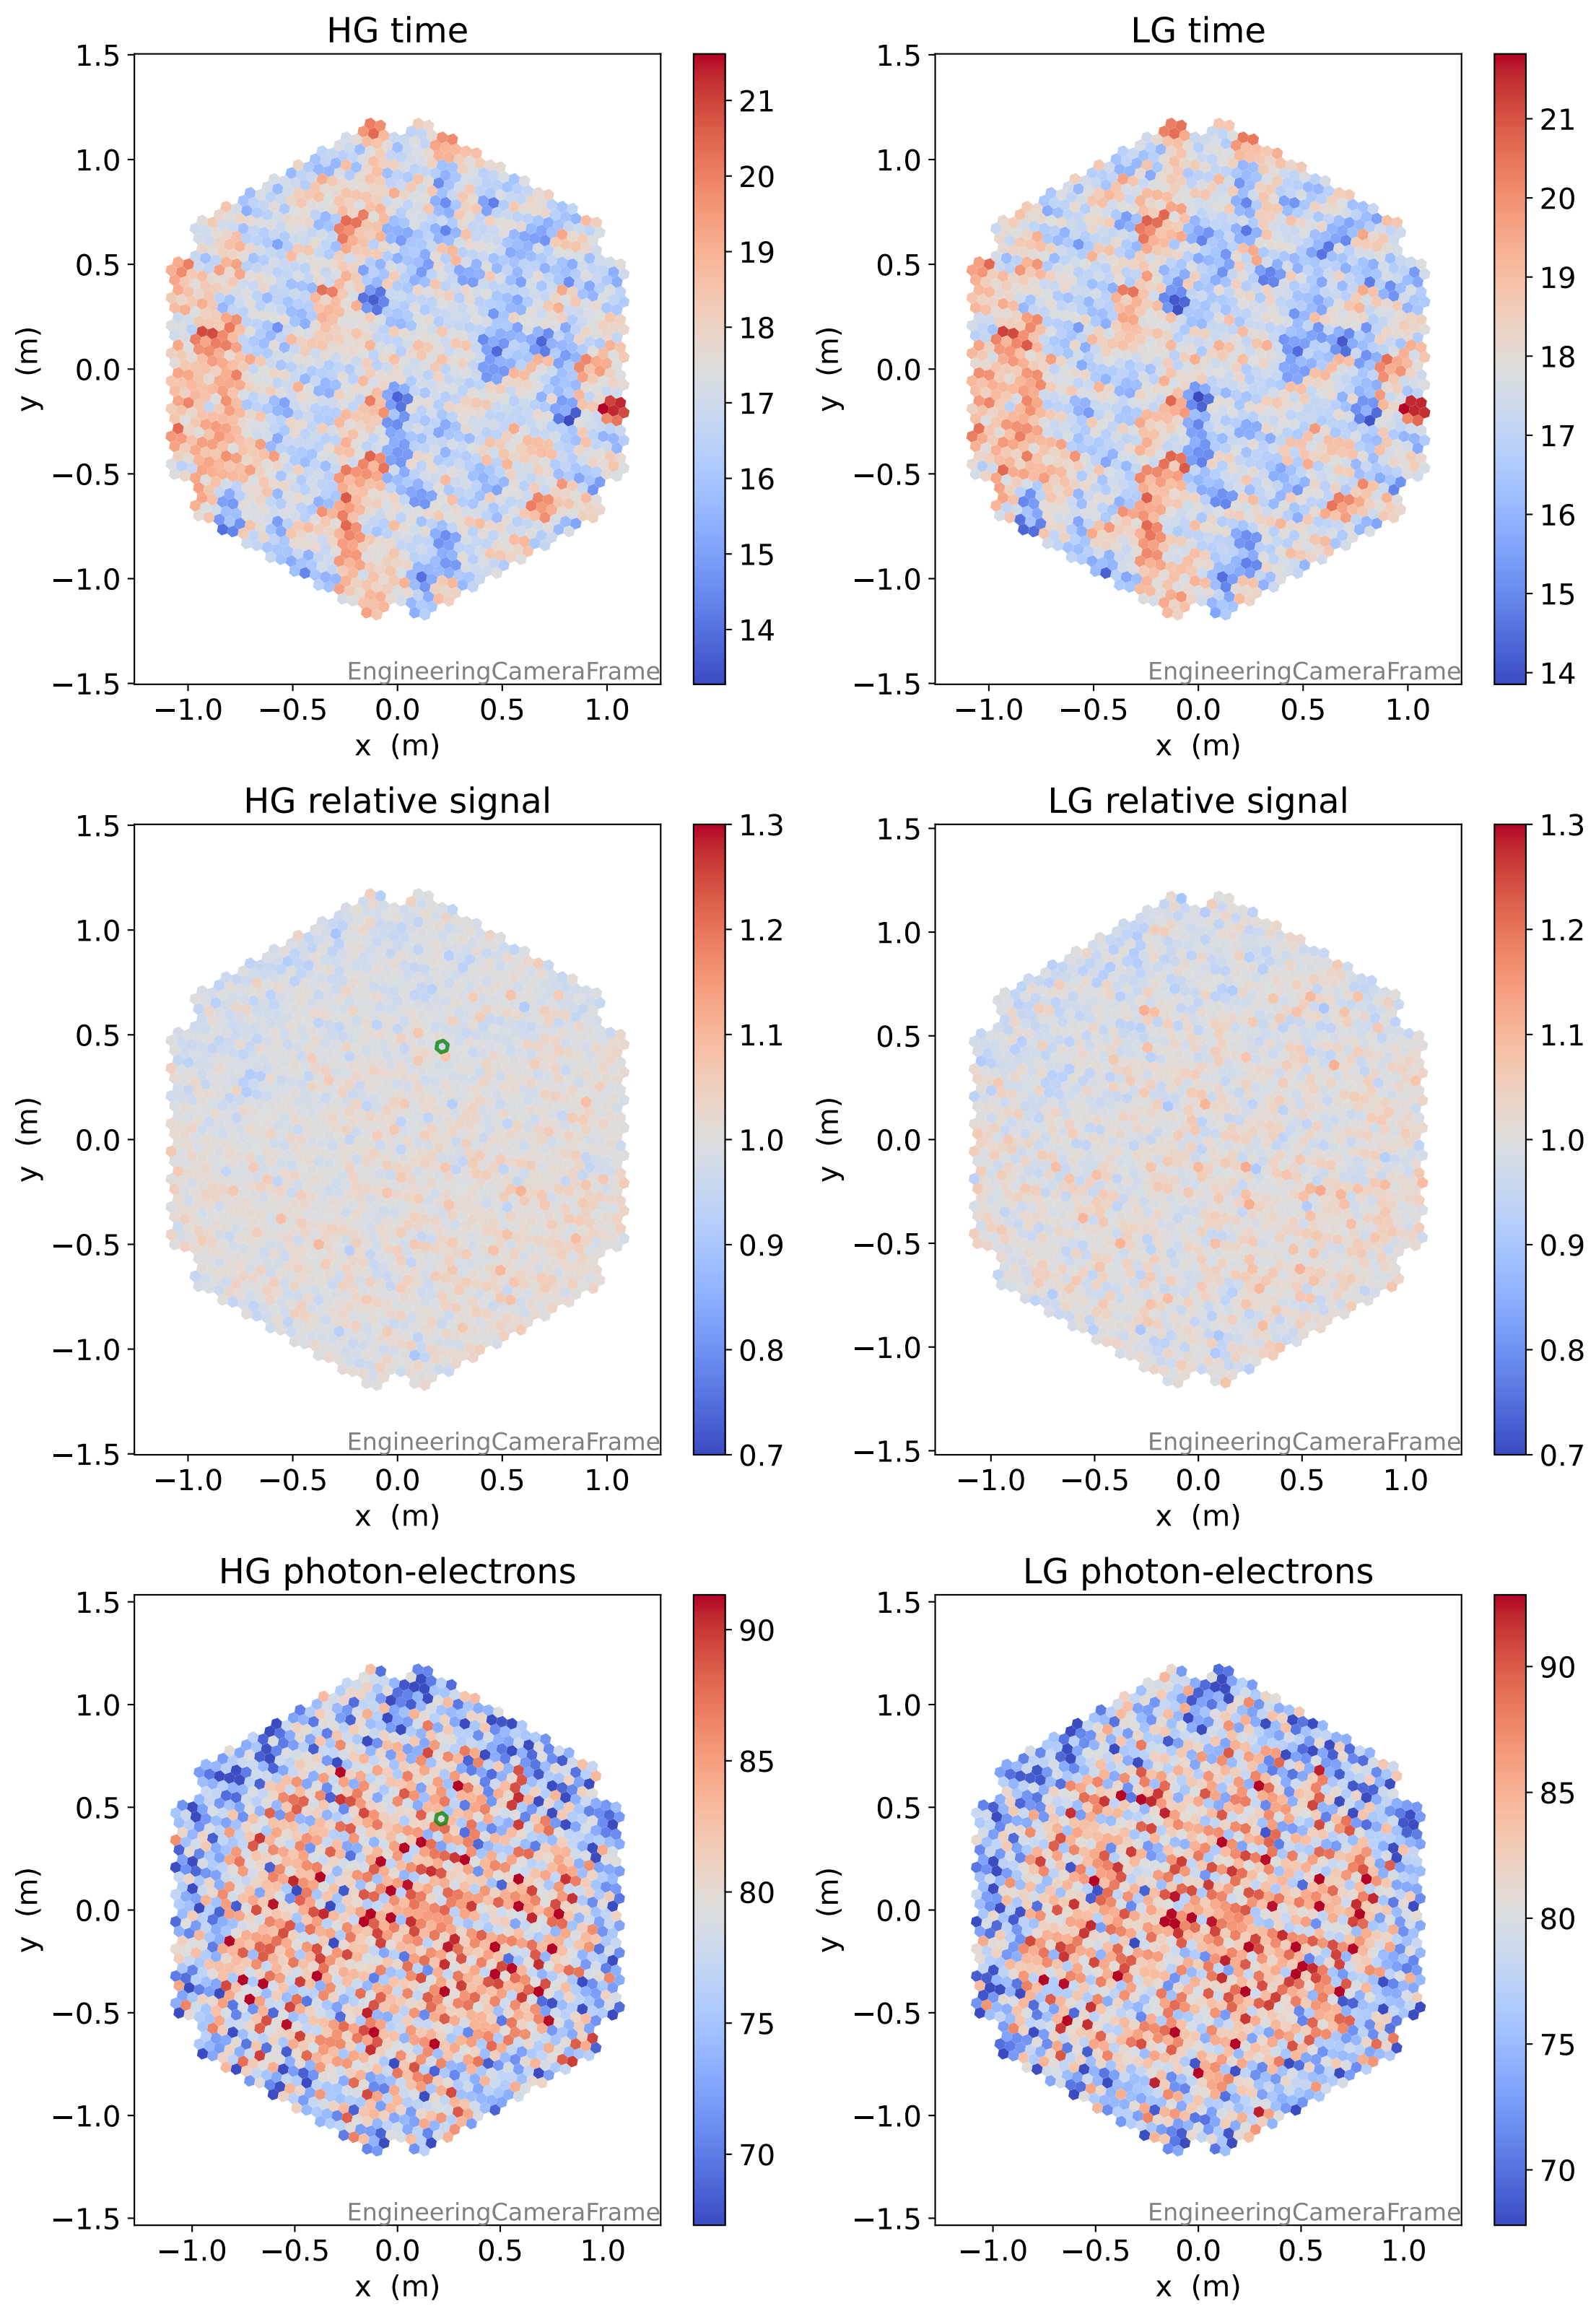 HG time
1.5
1.0
0.5
0.0
−0.5
−1.0
−1.5
y (m)
−1.0 −0.5 0.0 0.5 1.0
x (m)
EngineeringCameraFrame
21
20
19
18
17
16
15
14
LG time
1.5
1.0
0.5
0.0
−0.5
−1.0
−1.5
y (m)
−1.0 −0.5 0.0 0.5 1.0
x (m)
EngineeringCameraFrame
21
20
19
18
17
16
15
14
HG relative signal
1.5
1.0
0.5
0.0
−0.5
−1.0
−1.5
y (m)
−1.0 −0.5 0.0 0.5 1.0
x (m)
EngineeringCameraFrame
1.3
1.2
1.1
1.0
0.9
0.8
0.7
LG relative signal
1.5
1.0
0.5
0.0
−0.5
−1.0
−1.5
y (m)
−1.0 −0.5 0.0 0.5 1.0
x (m)
EngineeringCameraFrame
1.3
1.2
1.1
1.0
0.9
0.8
0.7
HG photon-electrons
1.5
1.0
0.5
0.0
−0.5
−1.0
−1.5
y (m)
−1.0 −0.5 0.0 0.5 1.0
x (m)
EngineeringCameraFrame
90
85
80
75
70
LG photon-electrons
1.5
1.0
0.5
0.0
−0.5
−1.0
−1.5
y (m)
−1.0 −0.5 0.0 0.5 1.0
x (m)
EngineeringCameraFrame
90
85
80
75
70